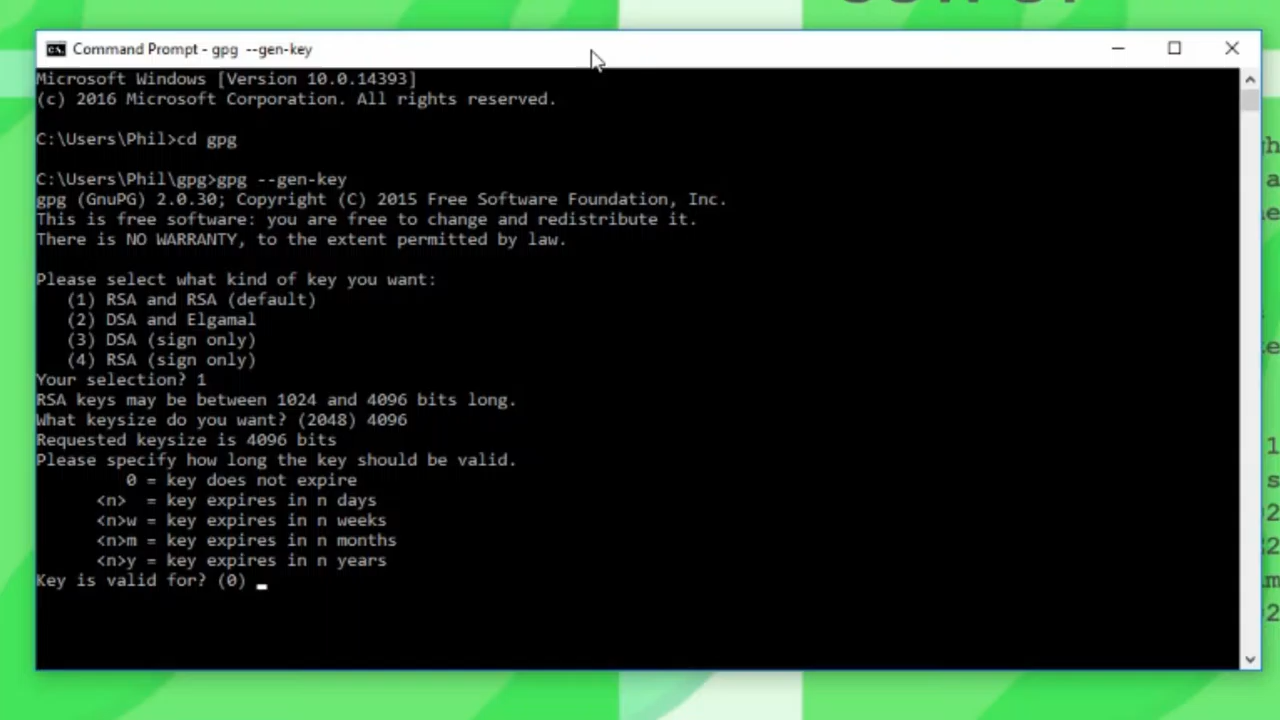 Command Prompt - gpg --gen-key
Microsoft Windows [Version 10.0.14393]
(c) 2016 Microsoft Corporation. All rights reserved.
C:\Users\Phil>cd gpg
C:\Users\Phil\gpg>gpg --gen-key
gpg (GnuPG) 2.0.30; Copyright (C) 2015 Free Software Foundation, Inc.
This is free software: you are free to change and redistribute it.
There is NO WARRANTY, to the extent permitted by law.
Please select what kind of key you want:
(1) RSA and RSA (default)
(2) DSA and Elgamal
(3) DSA (sign only)
(4) RSA (sign only)
Your selection? 1
RSA keys may be between 1024 and 4096 bits long.
What keysize do you want? (2048) 4096
Requested keysize is 4096 bits
Please specify how long the key should be valid.
0 = key does not expire
<n> = key expires in n days
<n>w = key expires in n weeks
<n>m = key expires in n months
<n>y = key expires in n years
Key is valid for? (0)